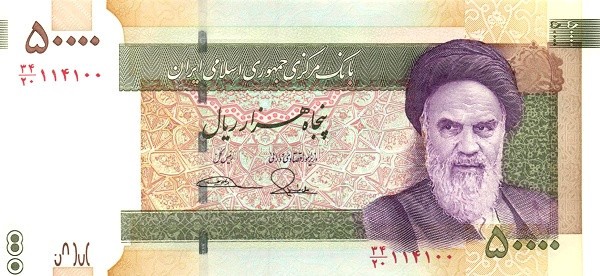 ۵۰۰۰۰
۳۴/۲۰ ۱۱۴۱۰۰
بانک مرکزی جمهوری اسلامی ایران
پنجاه هزار ریال
وزیر امور اقتصادی و دارائی
رئیس کل
۳۴/۲۰ ۱۱۴۱۰۰
۵۰۰۰۰